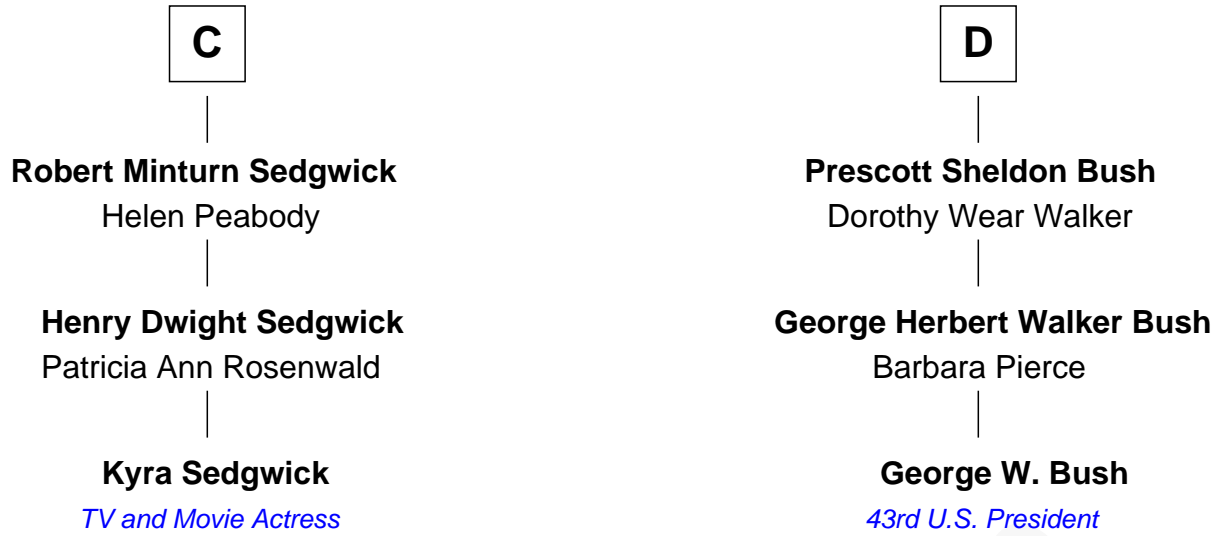 C
Robert Minturn Sedgwick
Helen Peabody
Henry Dwight Sedgwick
Patricia Ann Rosenwald
Kyra Sedgwick
TV and Movie Actress
D
Prescott Sheldon Bush
Dorothy Wear Walker
George Herbert Walker Bush
Barbara Pierce
George W. Bush
43rd U.S. President